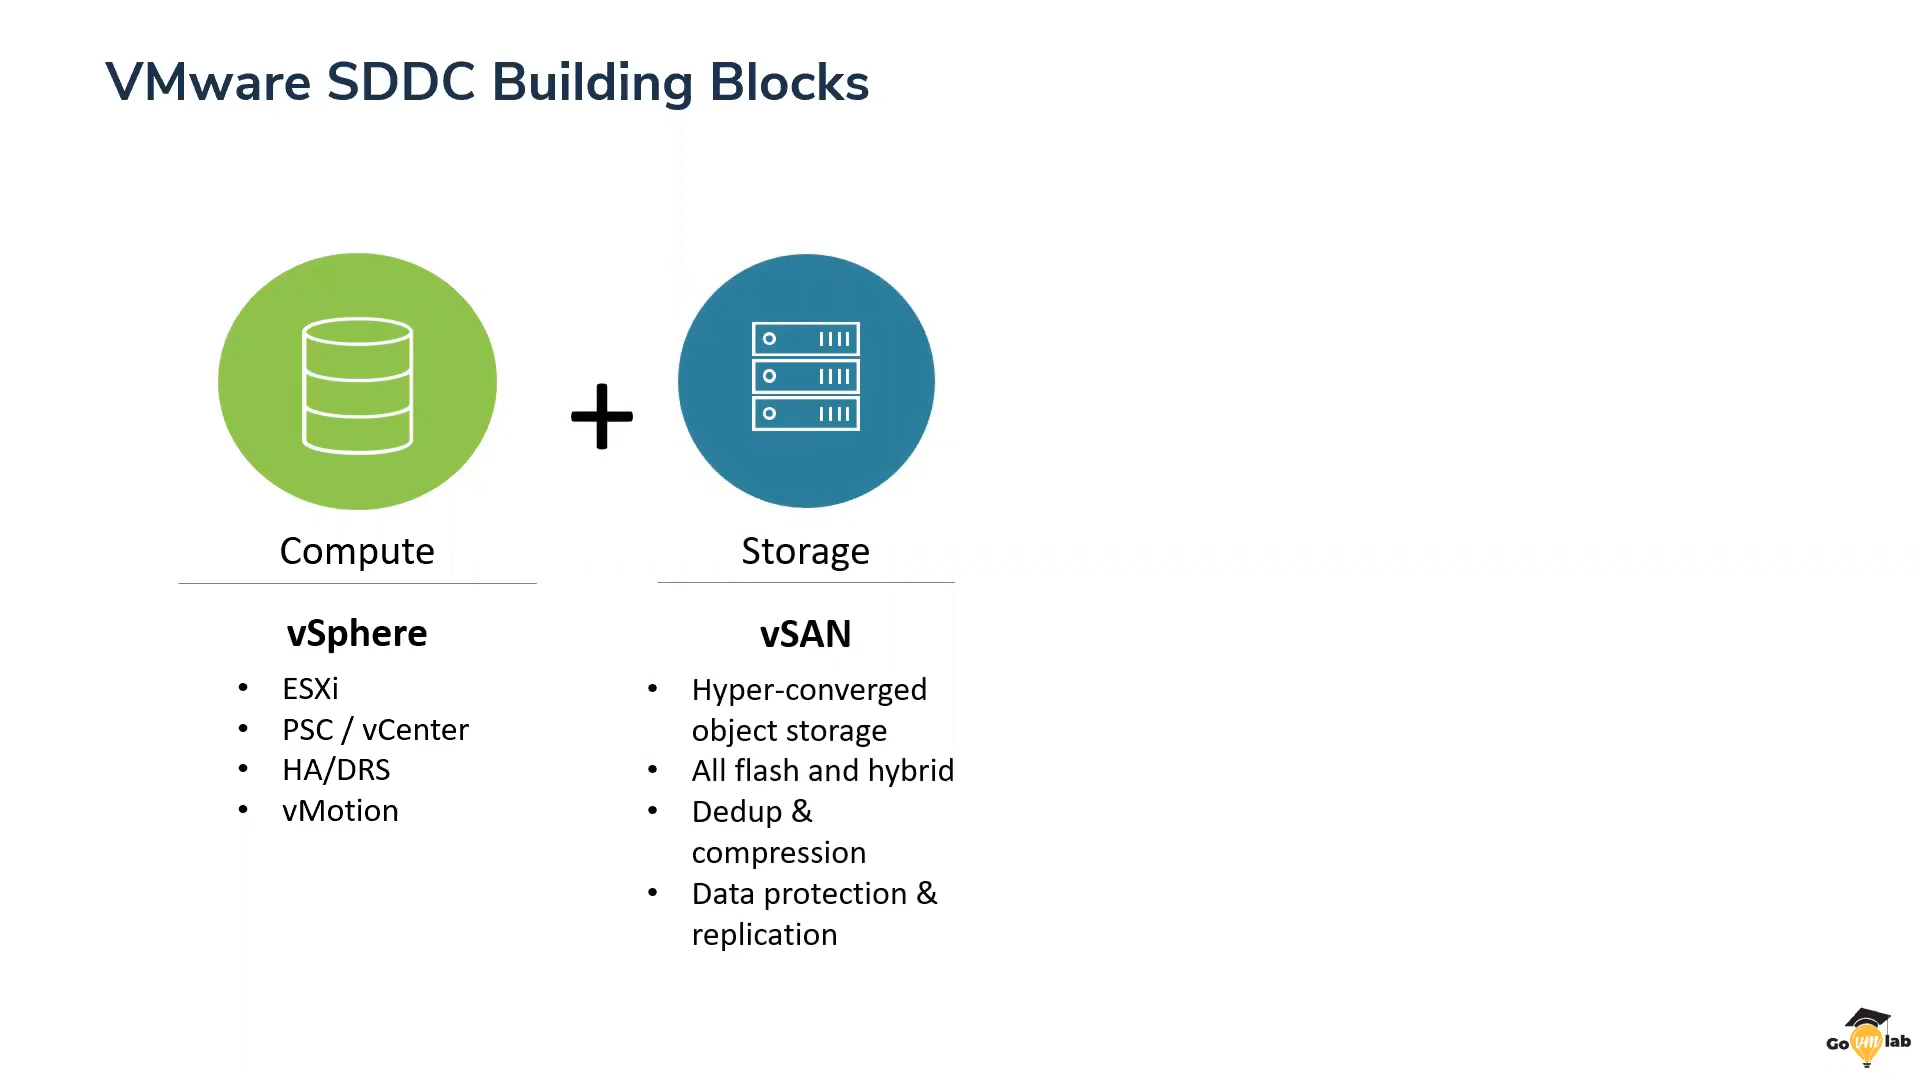 VMware SDDC Building Blocks
Compute
vSphere
• ESXi
• PSC / vCenter
• HA/DRS
• vMotion
+
Storage
vSAN
• Hyper-converged
object storage
• All flash and hybrid
• Dedup &
compression
• Data protection &
replication
Go vm lab